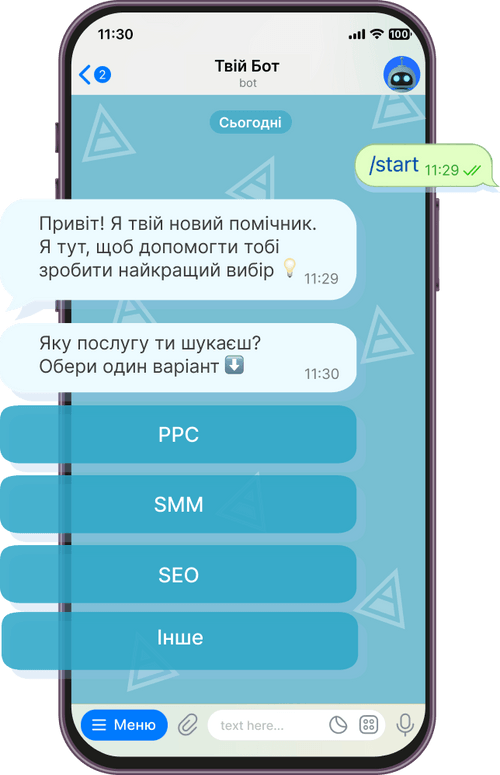 11:30
100
2
Твій Бот
bot
Сьогодні
/start 11:29
Привіт! Я твій новий помічник.
Я тут, щоб допомогти тобі
зробити найкращий вибір 💡 11:29
Яку послугу ти шукаєш?
Обери один варіант ⬇️
11:30
PPC
SMM
SEO
Інше
Меню
text here...